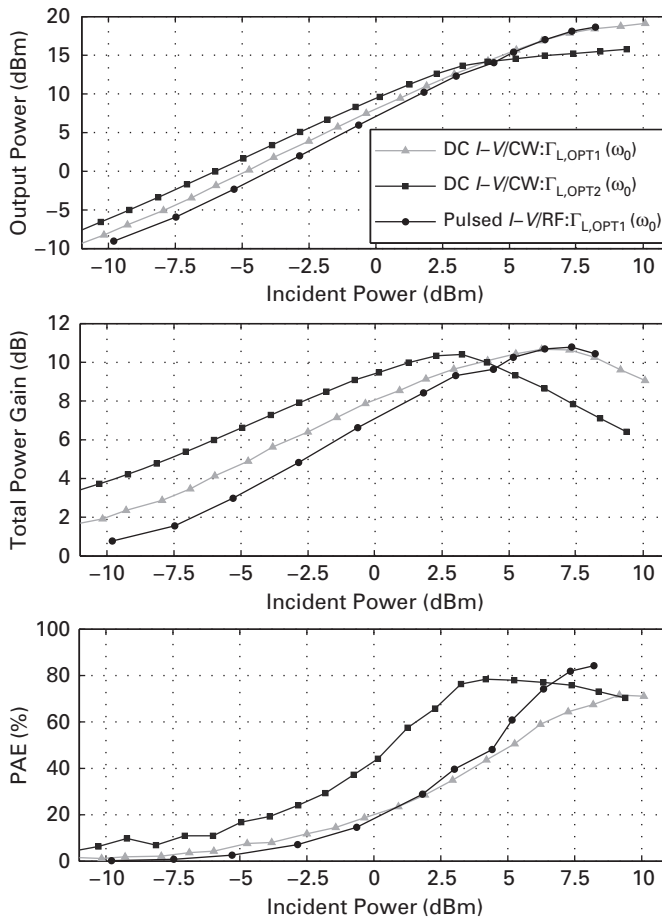 Output Power (dBm)
20
15
10
5
0
−5
−10
−10 −7.5 −5 −2.5 0 2.5 5 7.5 10
Incident Power (dBm)
DC I–V/CW:ΓL,OPT1 (ω0)
DC I–V/CW:ΓL,OPT2 (ω0)
Pulsed I–V/RF:ΓL,OPT1 (ω0)
Total Power Gain (dB)
12
10
8
6
4
2
0
−10 −7.5 −5 −2.5 0 2.5 5 7.5 10
Incident Power (dBm)
PAE (%)
100
80
60
40
20
0
−10 −7.5 −5 −2.5 0 2.5 5 7.5 10
Incident Power (dBm)